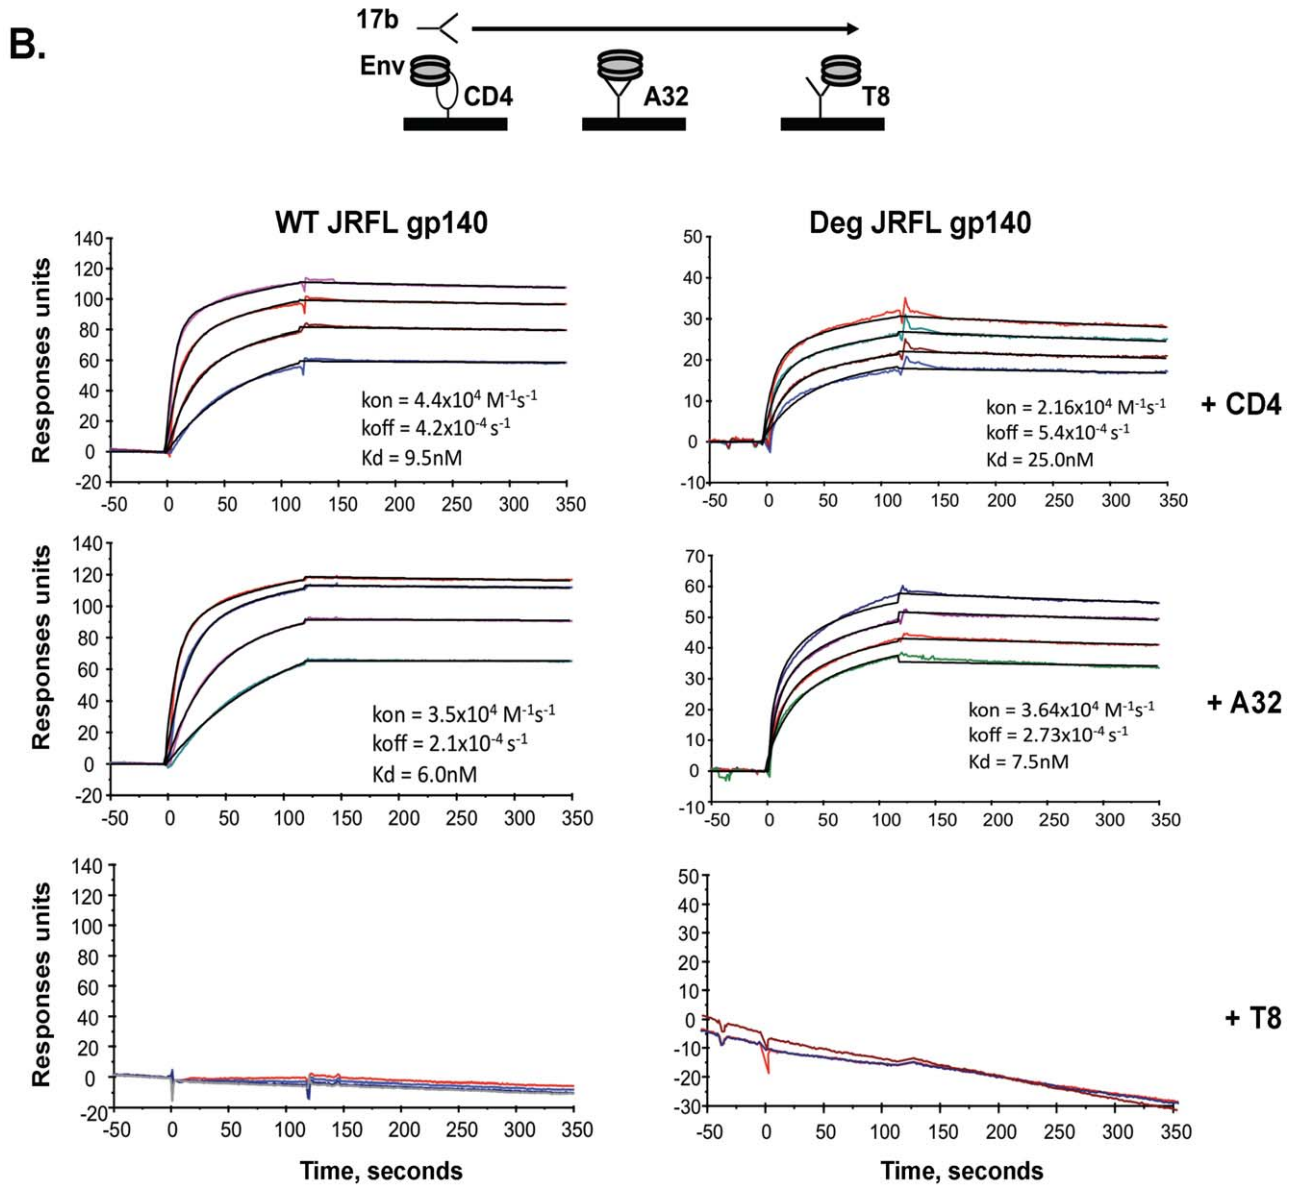 B.
17b
Env
CD4
A32
T8
WT JRFL gp140
Deg JRFL gp140
Responses units
140
120
100
80
60
40
20
0
-20
-50 0 50 100 150 200 250 300 350
kon = 4.4x10⁴ M⁻¹s⁻¹
koff = 4.2x10⁻⁴ s⁻¹
Kd = 9.5nM
50
40
30
20
10
0
-10
-50 0 50 100 150 200 250 300 350
kon = 2.16x10⁴ M⁻¹s⁻¹
koff = 5.4x10⁻⁴ s⁻¹
Kd = 25.0nM
+ CD4
Responses units
140
120
100
80
60
40
20
0
-20
-50 0 50 100 150 200 250 300 350
kon = 3.5x10⁴ M⁻¹s⁻¹
koff = 2.1x10⁻⁴ s⁻¹
Kd = 6.0nM
70
60
50
40
30
20
10
0
-10
-50 0 50 100 150 200 250 300 350
kon = 3.64x10⁴ M⁻¹s⁻¹
koff = 2.73x10⁻⁴ s⁻¹
Kd = 7.5nM
+ A32
Responses units
140
120
100
80
60
40
20
0
-20
-50 0 50 100 150 200 250 300 350
Time, seconds
50
40
30
20
10
0
-10
-20
-30
-50 0 50 100 150 200 250 300 350
Time, seconds
+ T8